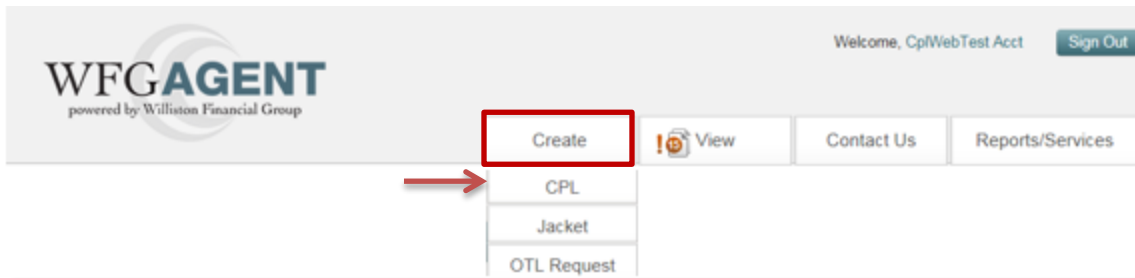 Welcome, CplWebTest Acct
Sign Out
WFGAGENT
powered by Williston Financial Group
Create
! 15 View
Contact Us
Reports/Services
CPL
Jacket
OTL Request